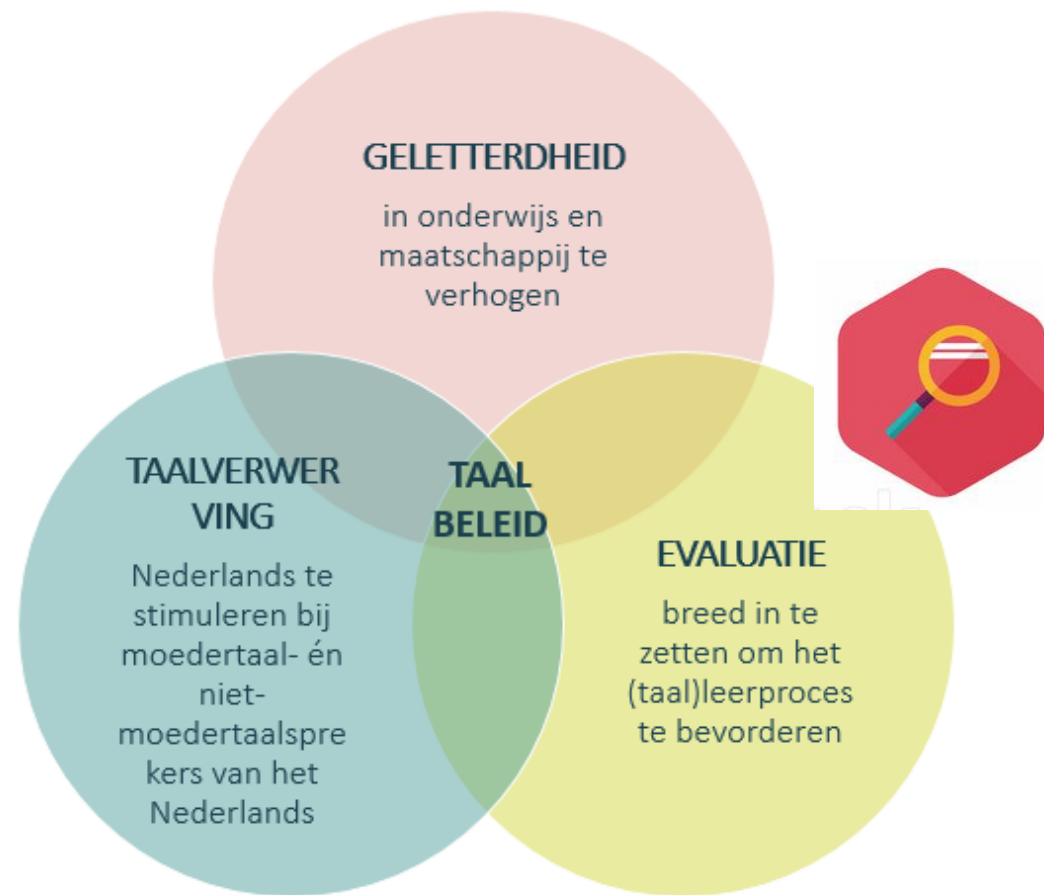 GELETTERDHEID
in onderwijs en
maatschappij te
verhogen
TAALVERWER
VING
Nederlands te
stimuleren bij
moedertaal- én
niet-
moedertaalspre
kers van het
Nederlands
TAAL
BELEID
EVALUATIE
breed in te
zetten om het
(taal)leerproces
te bevorderen